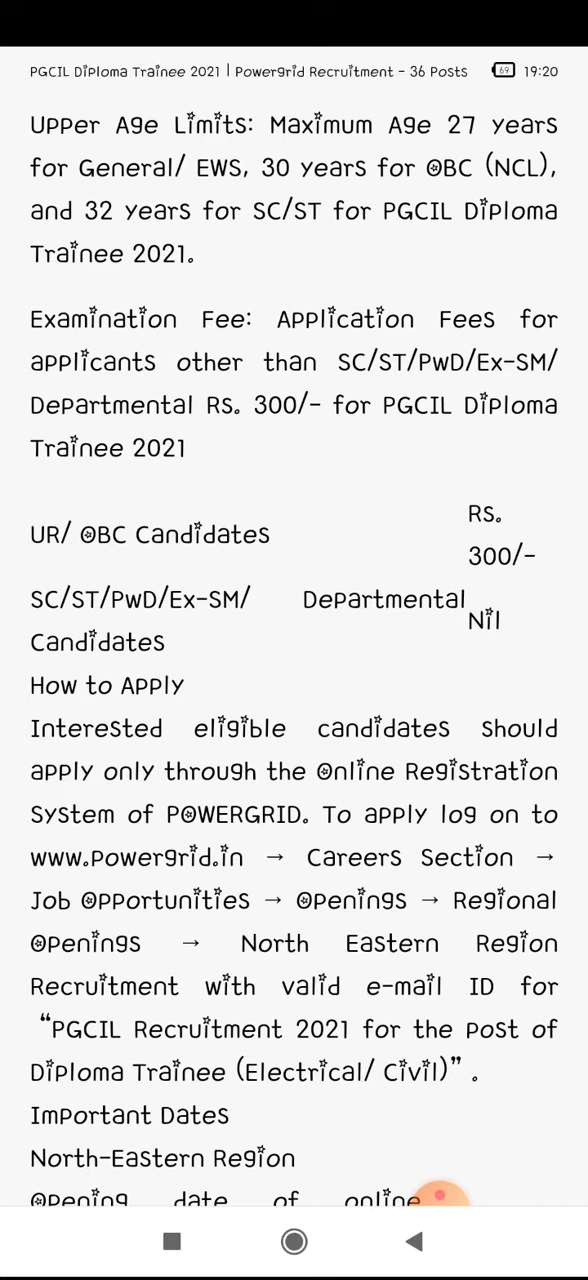 PGCIL Diploma Trainee 2021 | Powergrid Recruitment - 36 Posts 69 19:20
Upper Age Limits: Maximum Age 27 years
for General/ EWS, 30 years for OBC (NCL),
and 32 years for SC/ST for PGCIL Diploma
Trainee 2021.
Examination Fee: Application Fees for
applicants other than SC/ST/PwD/Ex-SM/
Departmental Rs. 300/- for PGCIL Diploma
Trainee 2021
UR/ OBC Candidates Rs. 300/-
SC/ST/PwD/Ex-SM/ Departmental
Candidates Nil
How to Apply
Interested eligible candidates should
apply only through the Online Registration
System of POWERGRID. To apply log on to
www.powergrid.in → Careers Section →
Job Opportunities → Openings → Regional
Openings → North Eastern Region
Recruitment with valid e-mail ID for
“PGCIL Recruitment 2021 for the post of
Diploma Trainee (Electrical/ Civil)” .
Important Dates
North-Eastern Region
Opening date of online